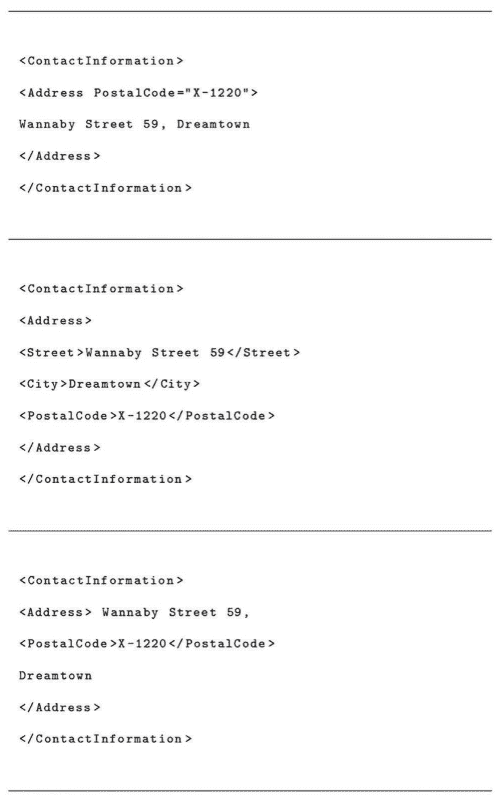 <ContactInformation>
<Address PostalCode="X-1220">
Wannaby Street 59, Dreamtown
</Address>
</ContactInformation>
<ContactInformation>
<Address>
<Street>Wannaby Street 59</Street>
<City>Dreamtown</City>
<PostalCode>X-1220</PostalCode>
</Address>
</ContactInformation>
<ContactInformation>
<Address> Wannaby Street 59,
<PostalCode>X-1220</PostalCode>
Dreamtown
</Address>
</ContactInformation>